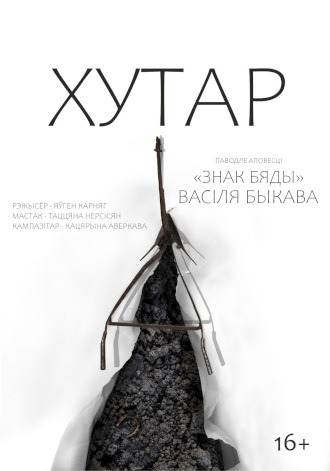 ХУТАР
ПАВОДЛЕ АПОВЕСЦІ
«ЗНАК БЯДЫ»
ВАСІЛЯ БЫКАВА
РЭЖЫСЁР - ЯЎГЕН КАРНЯГ
МАСТАК - ТАЦЦЯНА НЕРСІСЯН
КАМПАЗІТАР - КАЦЯРЫНА АВЕРКАВА
16+